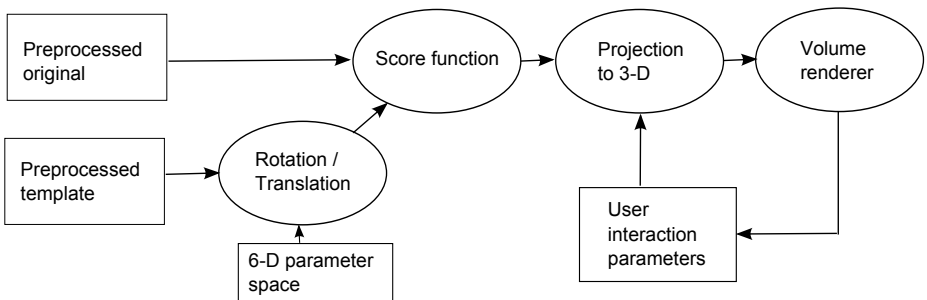 Preprocessed
original
Score function
Projection
to 3-D
Volume
renderer
Preprocessed
template
Rotation /
Translation
6-D parameter
space
User
interaction
parameters